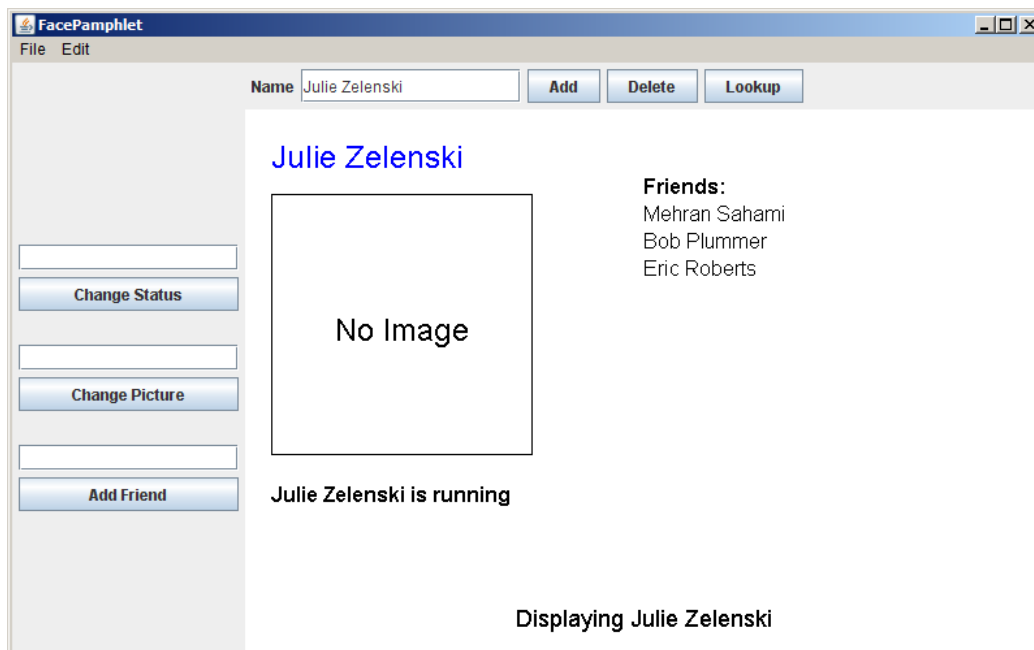 FacePamphlet
File Edit
Name Julie Zelenski Add Delete Lookup
Julie Zelenski
Friends:
Mehran Sahami
Bob Plummer
Eric Roberts
Change Status
No Image
Change Picture
Add Friend
Julie Zelenski is running
Displaying Julie Zelenski